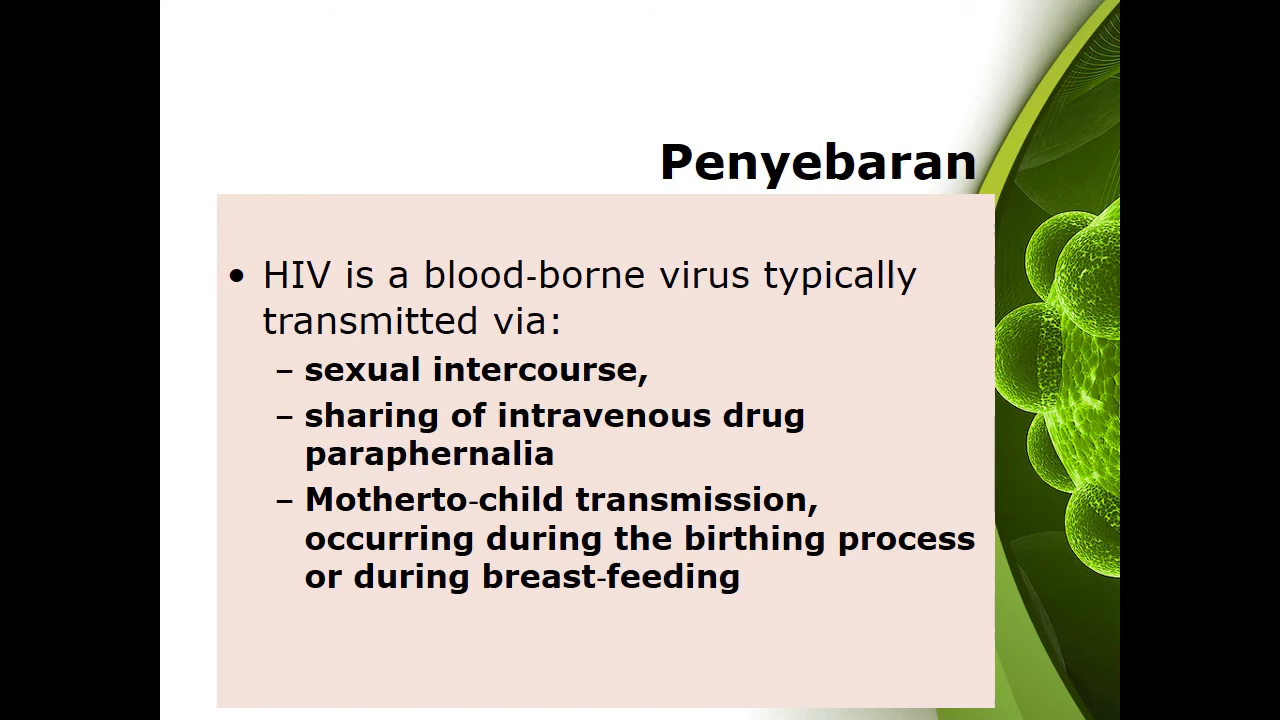 Penyebaran
• HIV is a blood-borne virus typically
transmitted via:
– sexual intercourse,
– sharing of intravenous drug
paraphernalia
– Motherto-child transmission,
occurring during the birthing process
or during breast-feeding